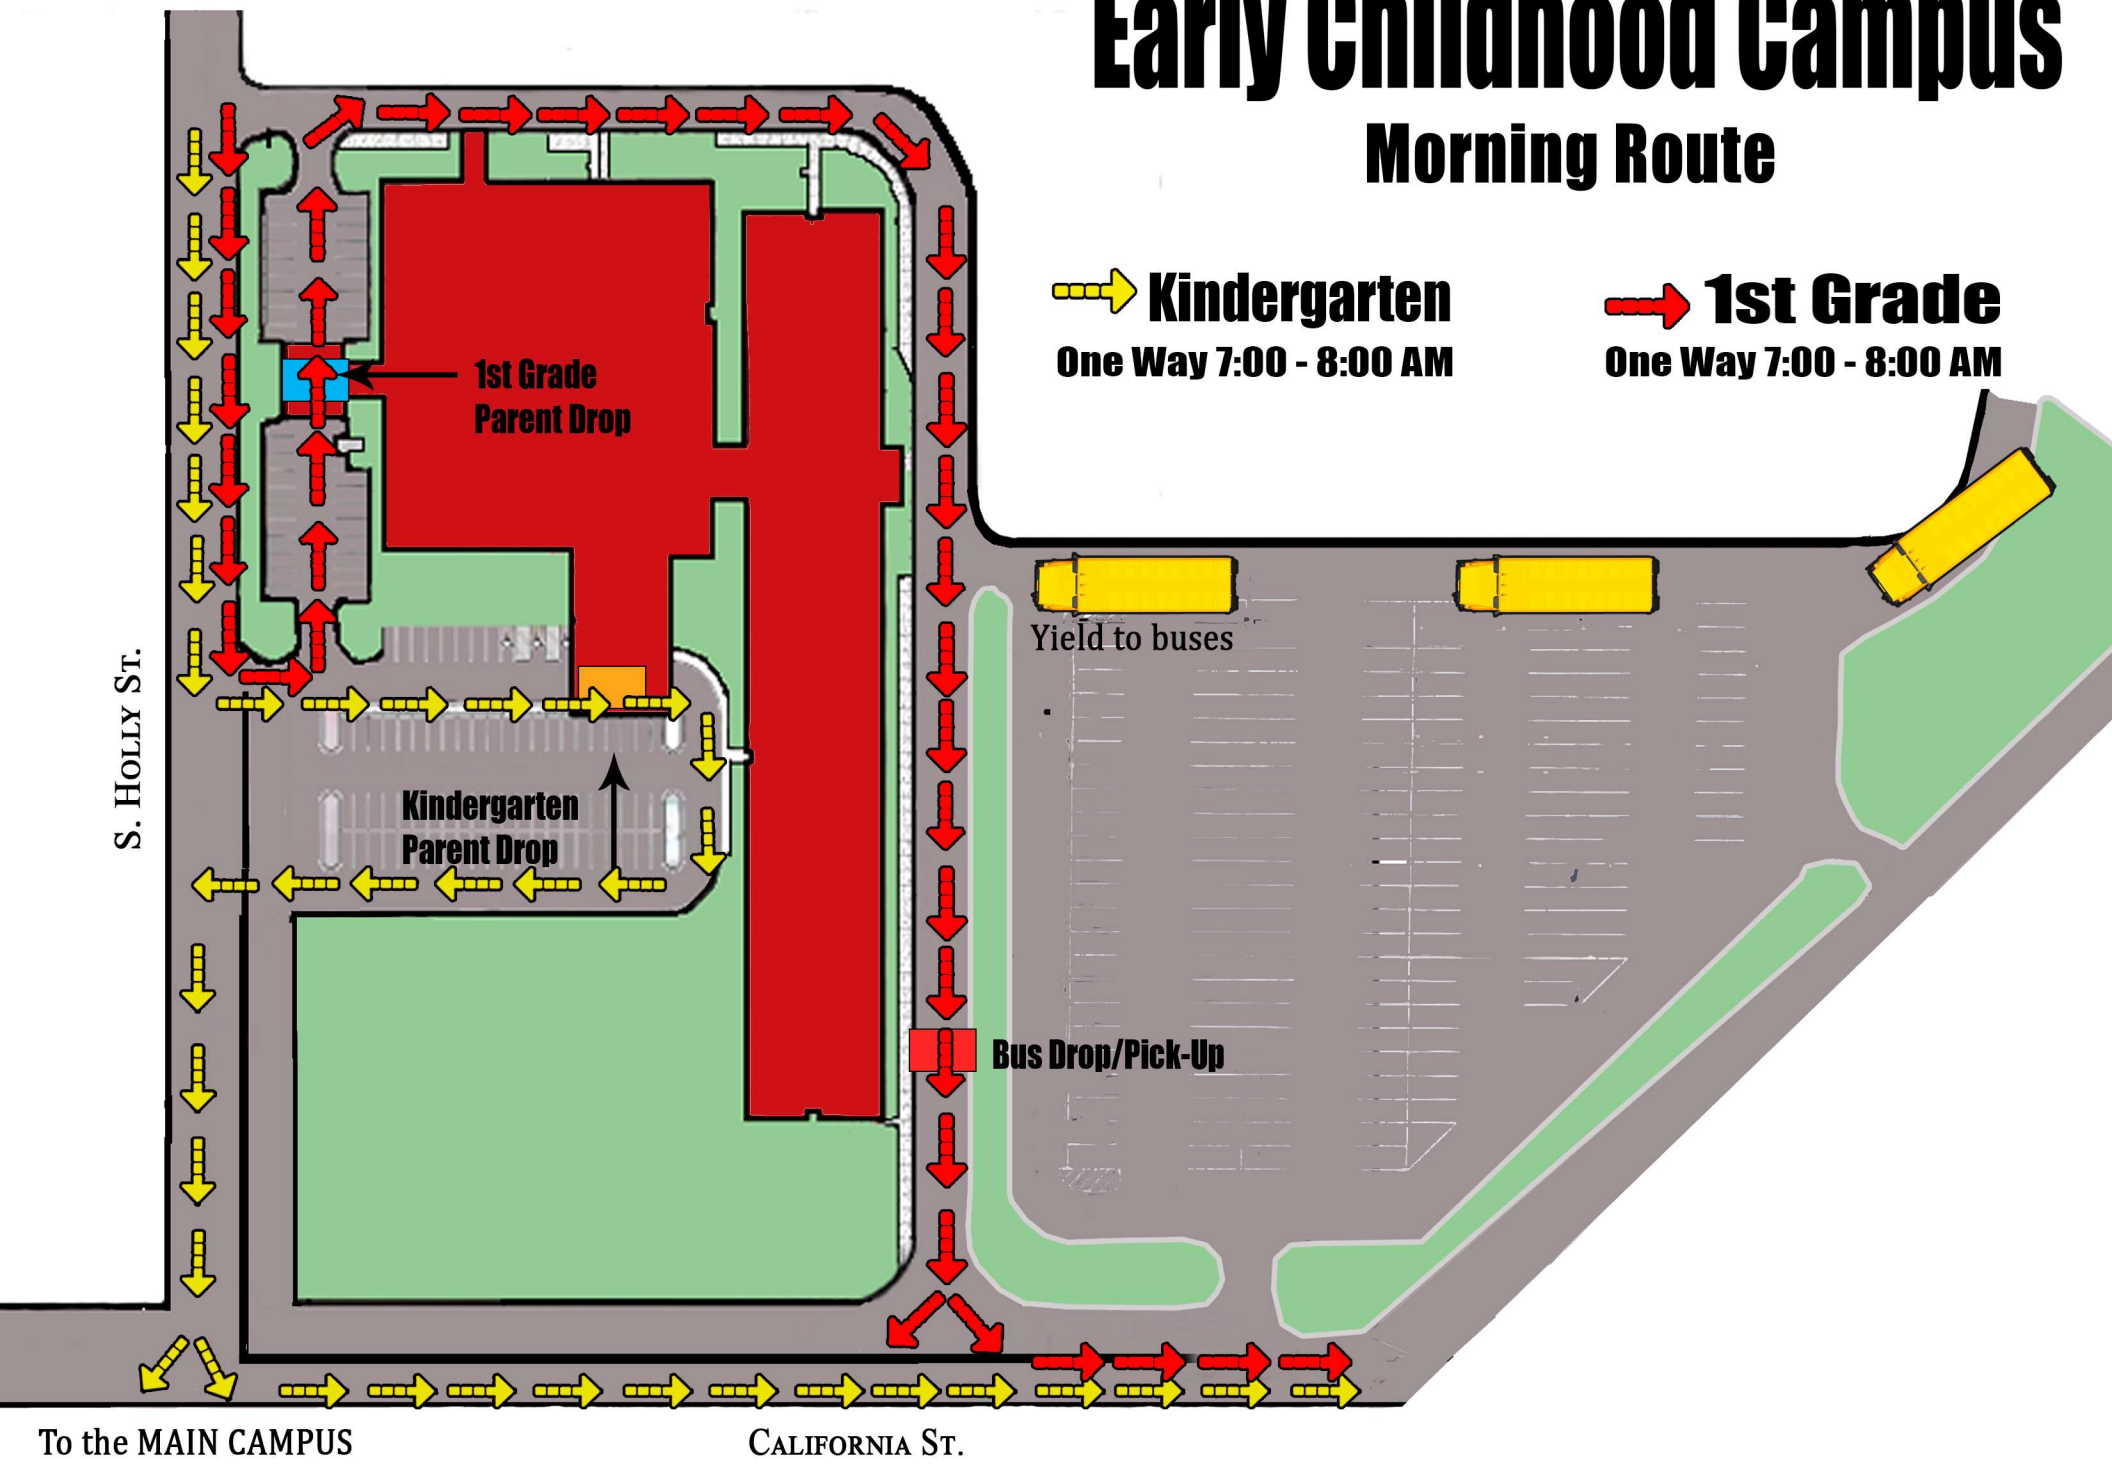 Early Childhood Campus
Morning Route
Kindergarten
One Way 7:00 - 8:00 AM
1st Grade
One Way 7:00 - 8:00 AM
1st Grade
Parent Drop
Yield to buses
S. Holly St.
Kindergarten
Parent Drop
Bus Drop/Pick-Up
To the MAIN CAMPUS
California St.